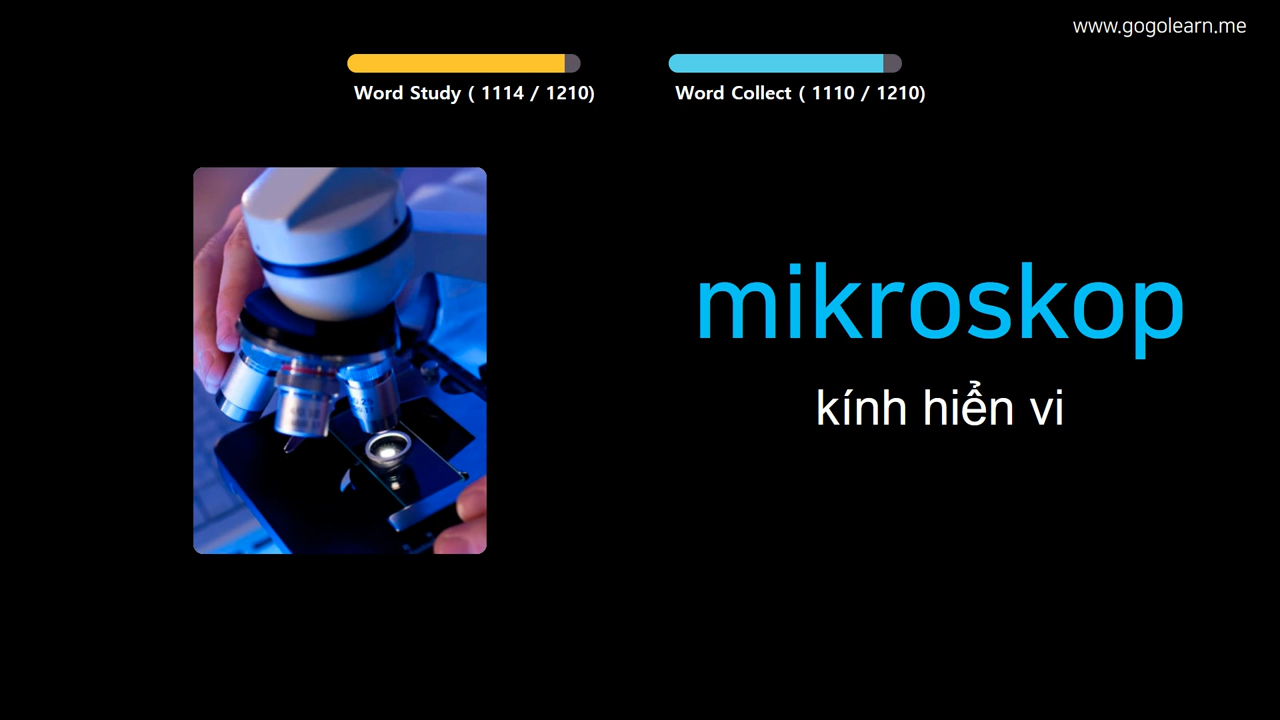 www.gogolearn.me
Word Study ( 1114 / 1210)
Word Collect ( 1110 / 1210)
mikroskop
kính hiển vi